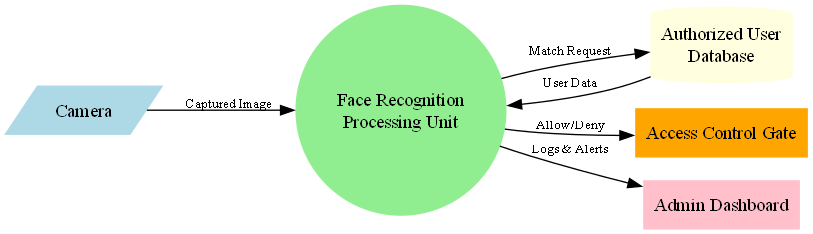 Camera
Captured Image
Face Recognition
Processing Unit
Match Request
User Data
Allow/Deny
Logs & Alerts
Authorized User
Database
Access Control Gate
Admin Dashboard